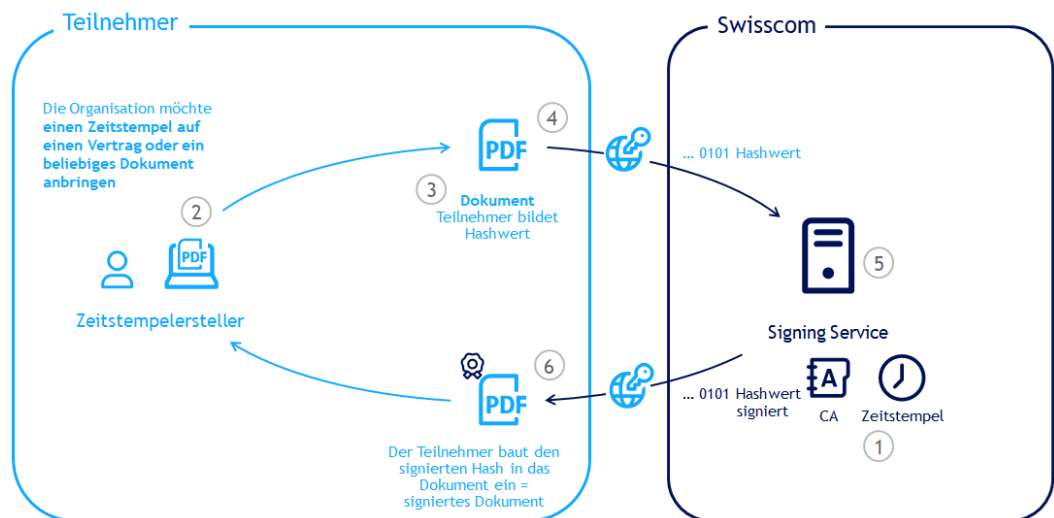 Teilnehmer
Die Organisation möchte
einen Zeitstempel auf
einen Vertrag oder ein
beliebiges Dokument
anbringen
2
PDF
Zeitstempelersteller
4
PDF
3
Dokument
Teilnehmer bildet
Hashwert
6
PDF
Der Teilnehmer baut den
signierten Hash in das
Dokument ein =
signiertes Dokument
Swisscom
... 0101 Hashwert
5
Signing Service
... 0101 Hashwert
signiert
A
CA
Zeitstempel
1